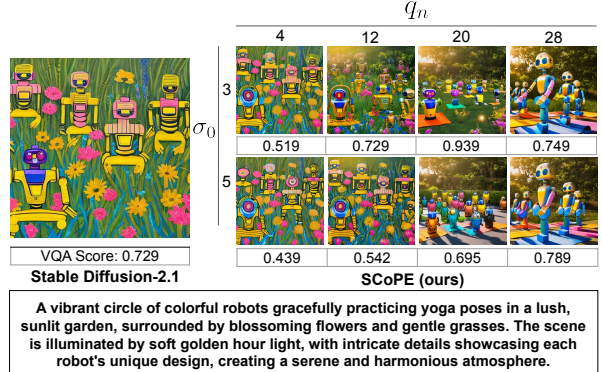 qₙ
4 12 20 28
σ₀
3
0.519 0.729 0.939 0.749
5
0.439 0.542 0.695 0.789
VQA Score: 0.729
Stable Diffusion-2.1
SCoPE (ours)
A vibrant circle of colorful robots gracefully practicing yoga poses in a lush,
sunlit garden, surrounded by blossoming flowers and gentle grasses. The scene
is illuminated by soft golden hour light, with intricate details showcasing each
robot's unique design, creating a serene and harmonious atmosphere.